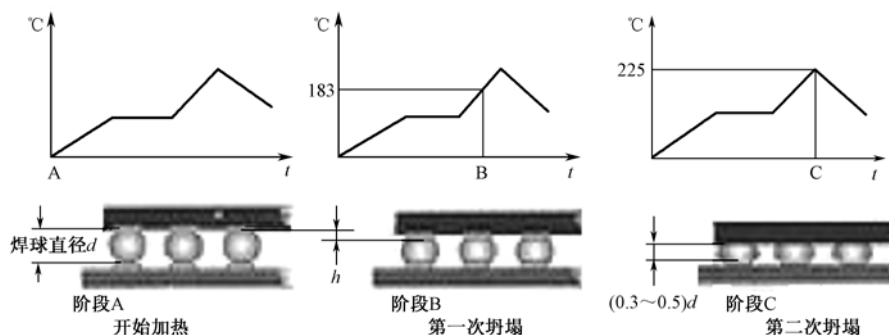 ℃
A
t
℃
183
B
t
℃
225
C
t
焊球直径d
h
(0.3～0.5)d
阶段A
开始加热
阶段B
第一次坍塌
阶段C
第二次坍塌